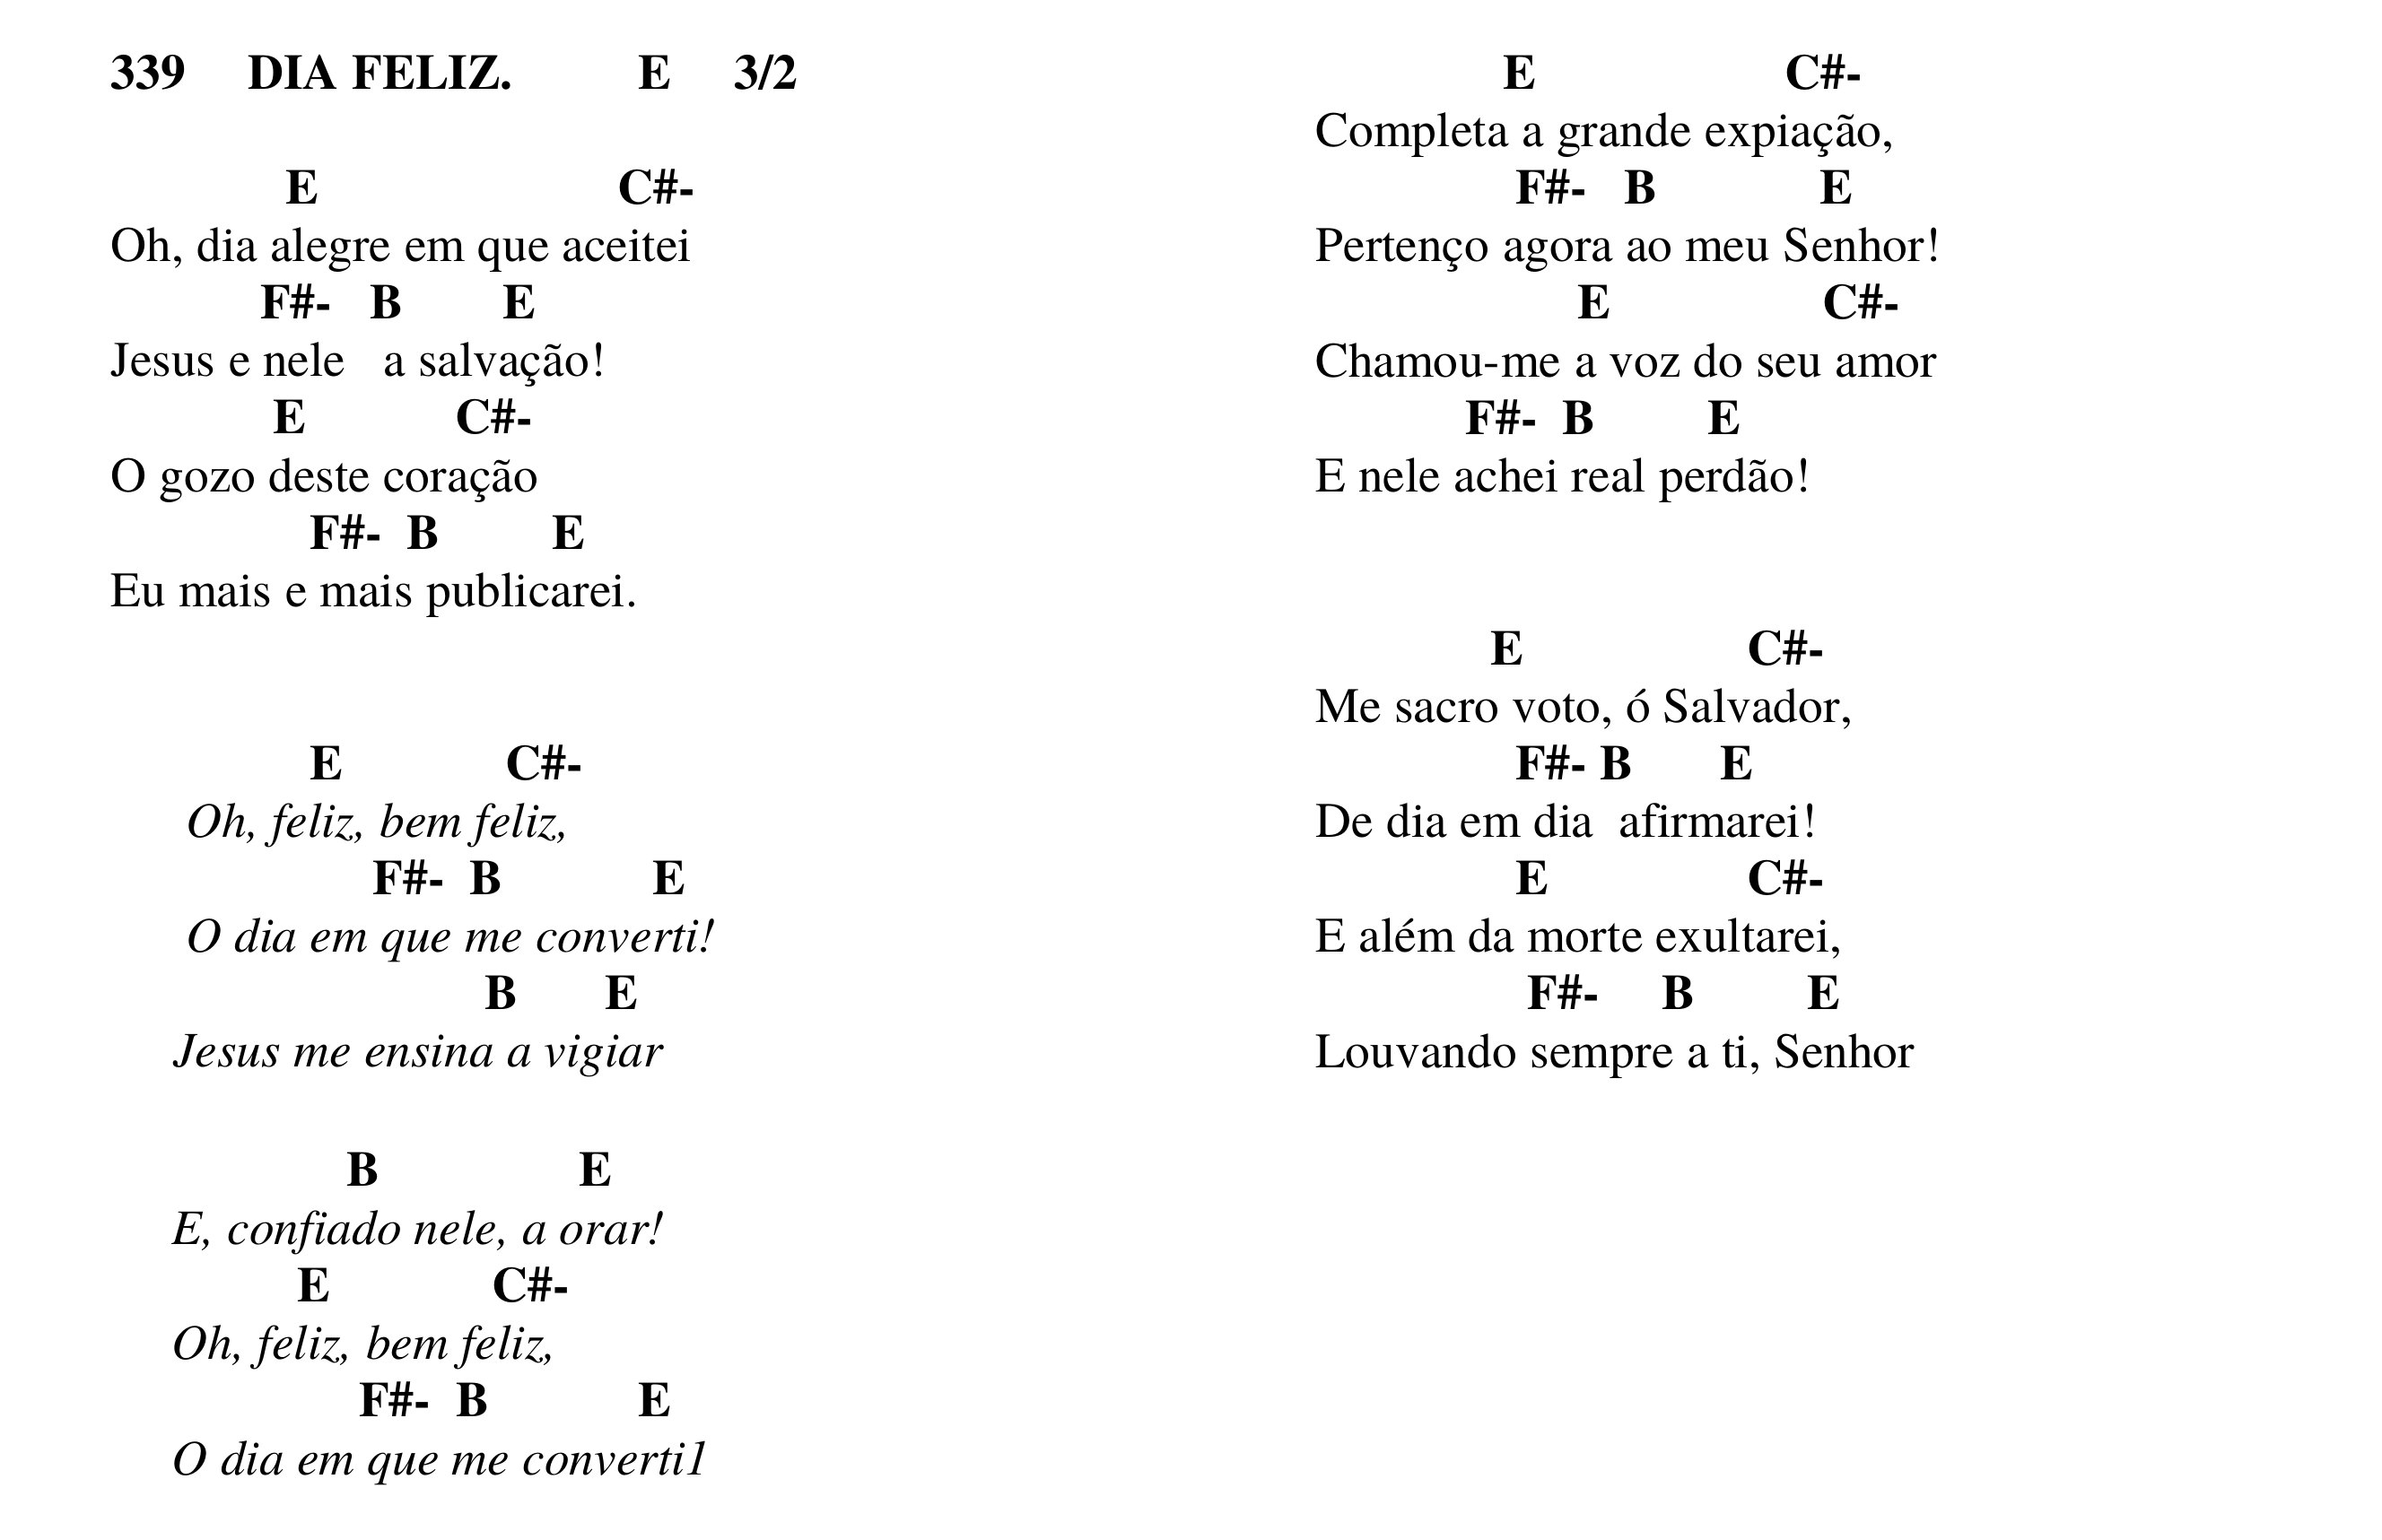 339 DIA FELIZ. E 3/2
E C#-
Oh, dia alegre em que aceitei
F#- B E
Jesus e nele a salvação!
E C#-
O gozo deste coração
F#- B E
Eu mais e mais publicarei.
E C#-
Oh, feliz, bem feliz,
F#- B E
O dia em que me converti!
B E
Jesus me ensina a vigiar
B E
E, confiado nele, a orar!
E C#-
Oh, feliz, bem feliz,
F#- B E
O dia em que me converti1
E C#-
Completa a grande expiação,
F#- B E
Pertenço agora ao meu Senhor!
E C#-
Chamou-me a voz do seu amor
F#- B E
E nele achei real perdão!
E C#-
Me sacro voto, ó Salvador,
F#- B E
De dia em dia afirmarei!
E C#-
E além da morte exultarei,
F#- B E
Louvando sempre a ti, Senhor